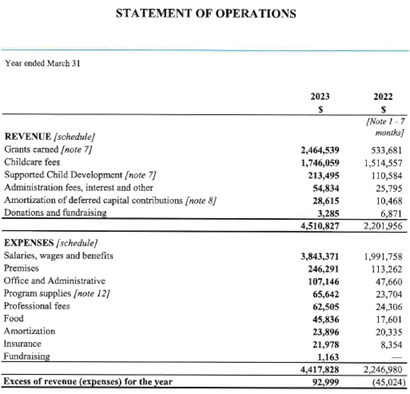 STATEMENT OF OPERATIONS
Year ended March 31
2023 2022
$ $
[Note 1 - 7
months]
REVENUE [schedule]
Grants earned [note 7] 2,464,539 533,681
Childcare fees 1,746,059 1,514,557
Supported Child Development [note 7] 213,495 110,584
Administration fees, interest and other 54,834 25,795
Amortization of deferred capital contributions [note 8] 28,615 10,468
Donations and fundraising 3,285 6,871
4,510,827 2,201,956
EXPENSES [schedule]
Salaries, wages and benefits 3,843,371 1,991,758
Premises 246,291 113,262
Office and Administrative 107,146 47,660
Program supplies [note 12] 65,642 23,704
Professional fees 62,505 24,306
Food 45,836 17,601
Amortization 23,896 20,335
Insurance 21,978 8,354
Fundraising 1,163 —
4,417,828 2,246,980
Excess of revenue (expenses) for the year 92,999 (45,024)